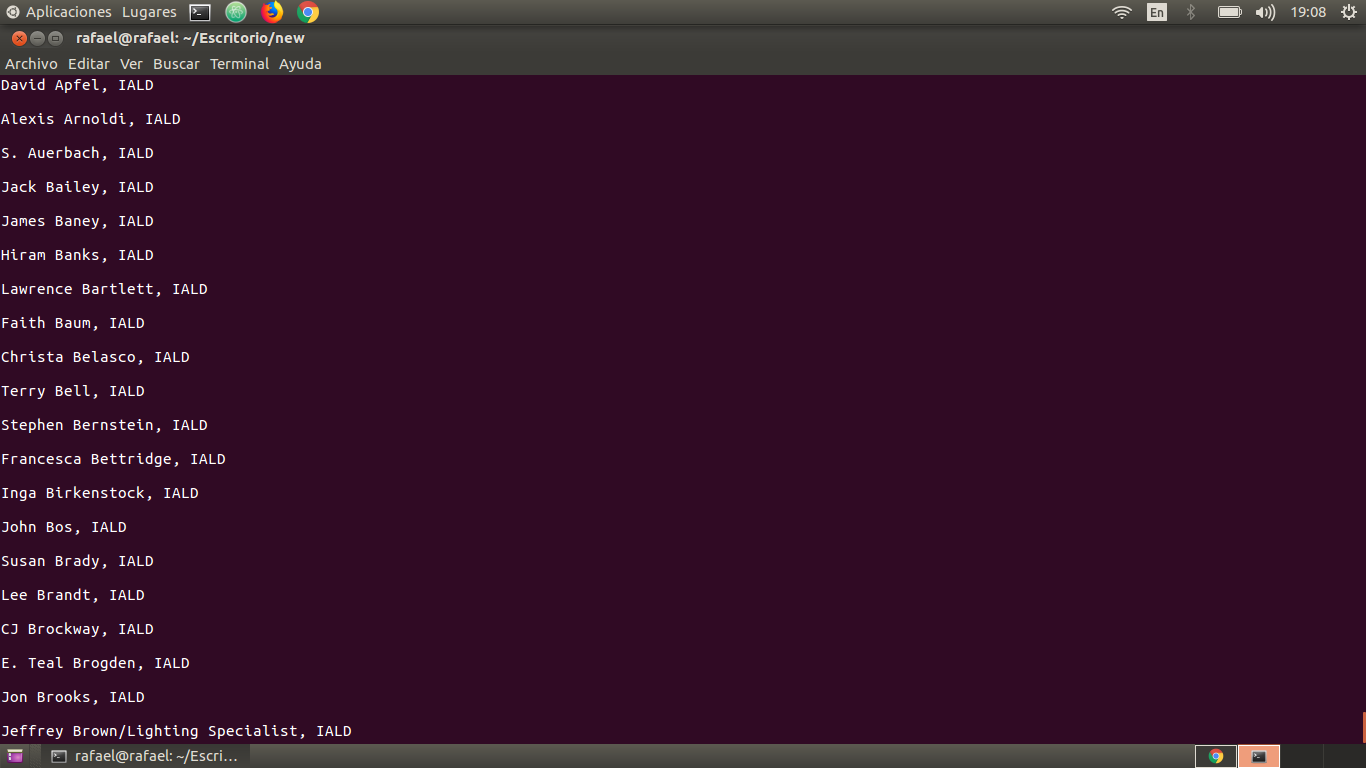 Aplicaciones Lugares En 19:08
rafael@rafael: ~/Escritorio/new
Archivo Editar Ver Buscar Terminal Ayuda
David Apfel, IALD
Alexis Arnoldi, IALD
S. Auerbach, IALD
Jack Bailey, IALD
James Baney, IALD
Hiram Banks, IALD
Lawrence Bartlett, IALD
Faith Baum, IALD
Christa Belasco, IALD
Terry Bell, IALD
Stephen Bernstein, IALD
Francesca Bettridge, IALD
Inga Birkenstock, IALD
John Bos, IALD
Susan Brady, IALD
Lee Brandt, IALD
CJ Brockway, IALD
E. Teal Brogden, IALD
Jon Brooks, IALD
Jeffrey Brown/Lighting Specialist, IALD
rafael@rafael: ~/Escri...